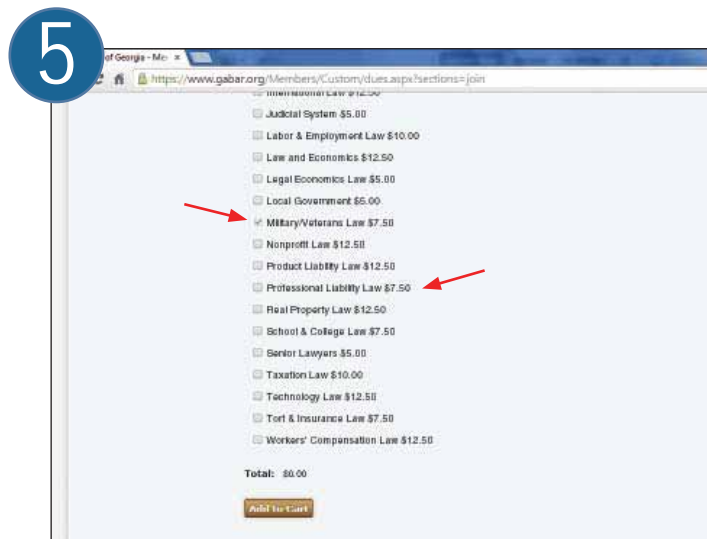 5
of Georgia - Me ×
https://www.gabar.org/Members/Custom/dues.aspx?sections=join
International Law $12.50
Judicial System $5.00
Labor & Employment Law $10.00
Law and Economics $12.50
Legal Economics Law $5.00
Local Government $5.00
Military/Veterans Law $7.50
Nonprofit Law $12.50
Product Liability Law $12.50
Professional Liability Law $7.50
Real Property Law $12.50
School & College Law $7.50
Senior Lawyers $5.00
Taxation Law $10.00
Technology Law $12.50
Tort & Insurance Law $7.50
Workers' Compensation Law $12.50
Total: $0.00
Add to Cart